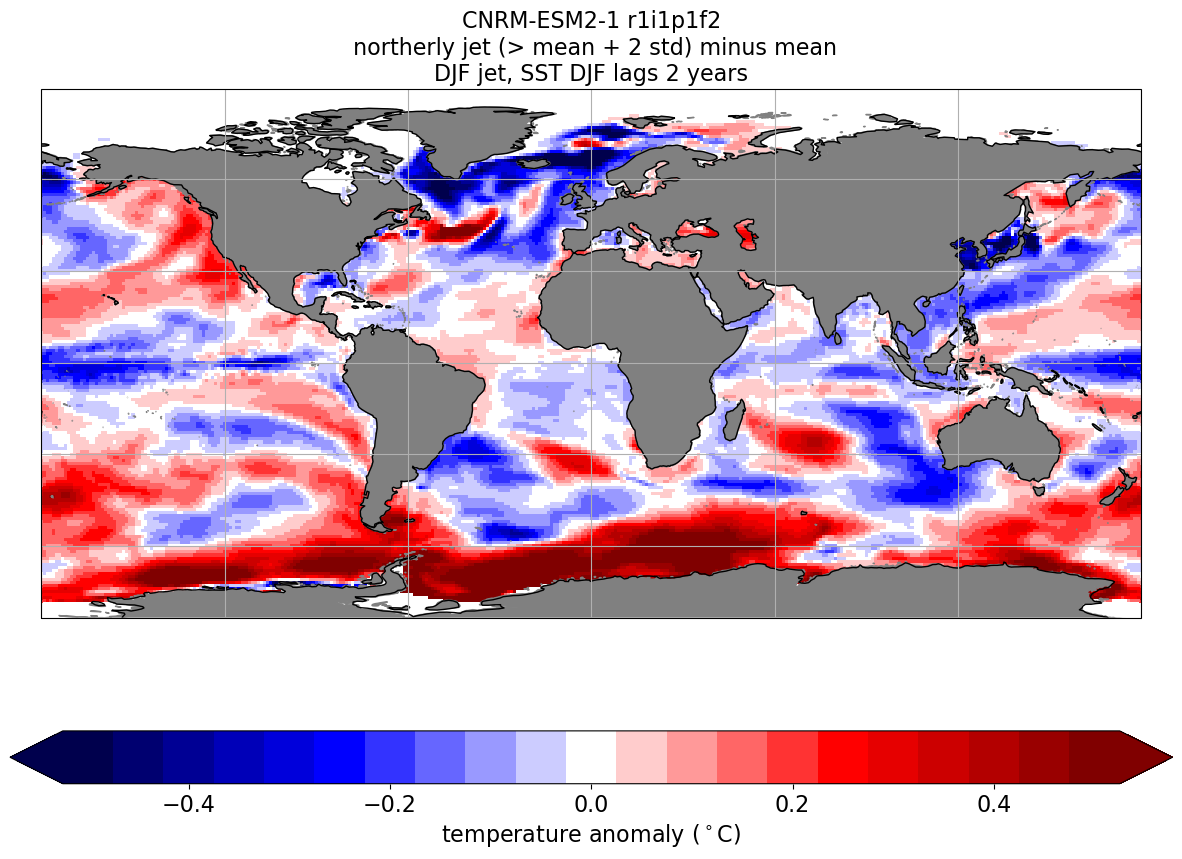 CNRM-ESM2-1 r1i1p1f2
northerly jet (> mean + 2 std) minus mean
DJF jet, SST DJF lags 2 years
−0.4 −0.2 0.0 0.2 0.4
temperature anomaly (°C)